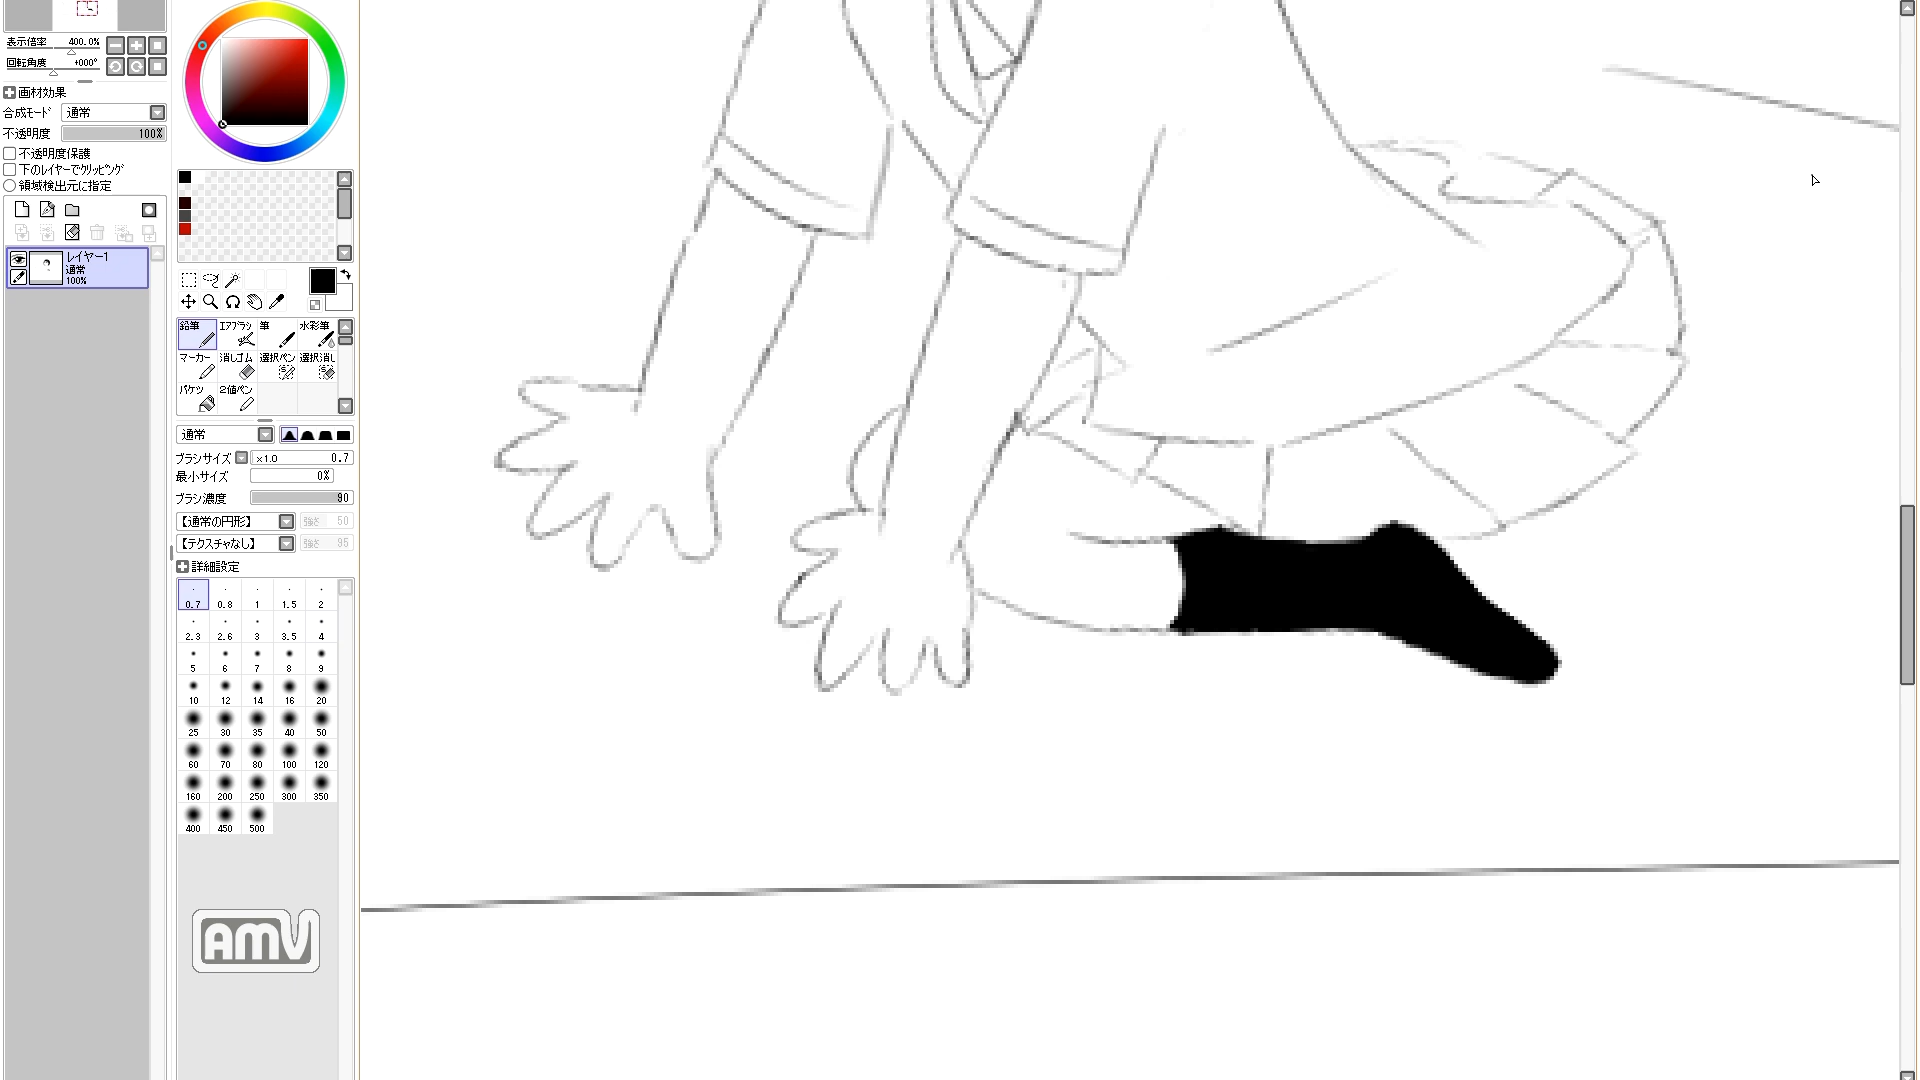 表示倍率 400.0%
回転角度 +000°
画材効果
合成モード 通常
不透明度 100%
不透明度保護
下のレイヤーでクリッピング
領域検出元に指定
レイヤー1
通常
100%
鉛筆 エアブラシ 筆 水彩筆
マーカー 消しゴム 選択ペン 選択消し
バケツ 2値ペン
通常
ブラシサイズ x1.0 0.7
最小サイズ 0%
ブラシ濃度 90
【通常の円形】 強さ 50
【テクスチャなし】 強さ 95
詳細設定
0.7 0.8 1 1.5 2
2.3 2.6 3 3.5 4
5 6 7 8 9
10 12 14 16 20
25 30 35 40 50
60 70 80 100 120
160 200 250 300 350
400 450 500
AMV